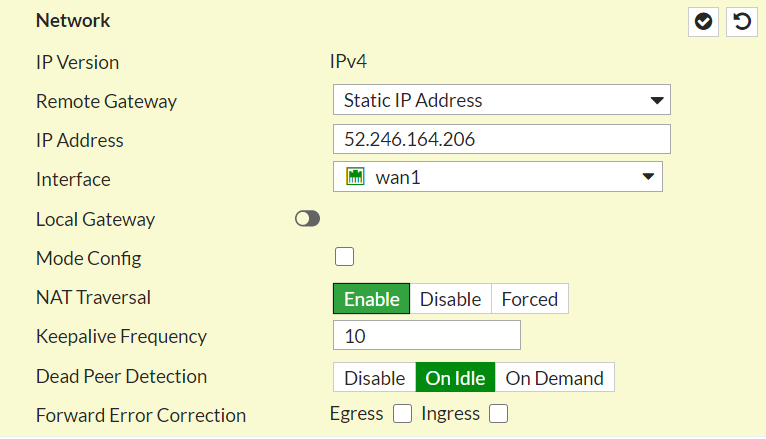 Network
IP Version IPv4
Remote Gateway Static IP Address
IP Address 52.246.164.206
Interface wan1
Local Gateway
Mode Config
NAT Traversal Enable Disable Forced
Keepalive Frequency 10
Dead Peer Detection Disable On Idle On Demand
Forward Error Correction Egress Ingress